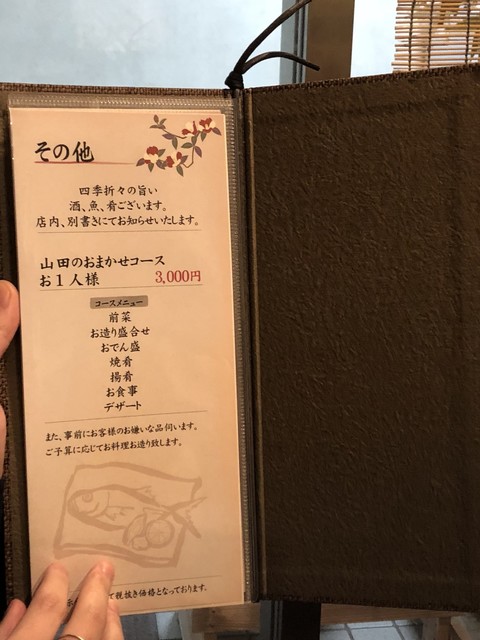 その他
四季折々の旨い
酒、魚、肴ございます。
店内、別書きにてお知らせいたします。
山田のおまかせコース
お１人様 3,000円
コースメニュー
前菜
お造り盛合せ
おでん盛
焼肴
揚肴
お食事
デザート
また、事前にお客様のお嫌いな品伺います。
ご予算に応じてお料理お造り致します。
て税抜き価格となっております。